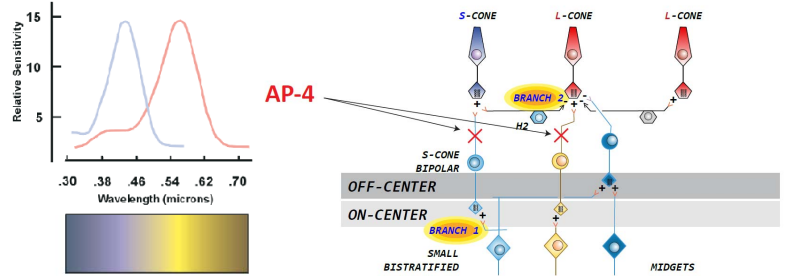 Relative Sensitivity
15
10
5
.30 .38 .46 .54 .62 .70
Wavelength (microns)
S-CONE L-CONE L-CONE
AP-4
BRANCH 2
H2
S-CONE
BIPOLAR
OFF-CENTER
ON-CENTER
BRANCH 1
SMALL
BISTRATIFIED
MIDGETS